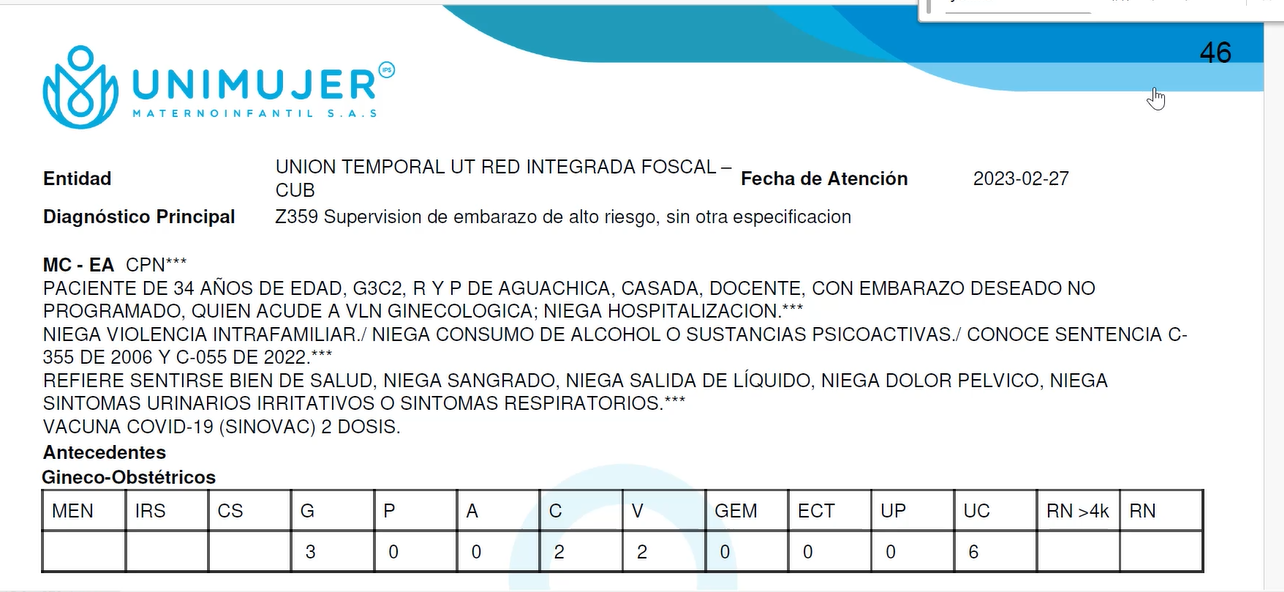 46
UNIMUJER IPS
MATERNOINFANTIL S.A.S
Entidad UNION TEMPORAL UT RED INTEGRADA FOSCAL – Fecha de Atención 2023-02-27
CUB
Diagnóstico Principal Z359 Supervision de embarazo de alto riesgo, sin otra especificacion
MC - EA CPN***
PACIENTE DE 34 AÑOS DE EDAD, G3C2, R Y P DE AGUACHICA, CASADA, DOCENTE, CON EMBARAZO DESEADO NO
PROGRAMADO, QUIEN ACUDE A VLN GINECOLOGICA; NIEGA HOSPITALIZACION.***
NIEGA VIOLENCIA INTRAFAMILIAR./ NIEGA CONSUMO DE ALCOHOL O SUSTANCIAS PSICOACTIVAS./ CONOCE SENTENCIA C-
355 DE 2006 Y C-055 DE 2022.***
REFIERE SENTIRSE BIEN DE SALUD, NIEGA SANGRADO, NIEGA SALIDA DE LÍQUIDO, NIEGA DOLOR PELVICO, NIEGA
SINTOMAS URINARIOS IRRITATIVOS O SINTOMAS RESPIRATORIOS.***
VACUNA COVID-19 (SINOVAC) 2 DOSIS.
Antecedentes
Gineco-Obstétricos
MEN IRS CS G P A C V GEM ECT UP UC RN >4k RN
3 0 0 2 2 0 0 0 6